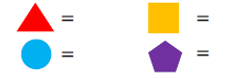 = =
= =